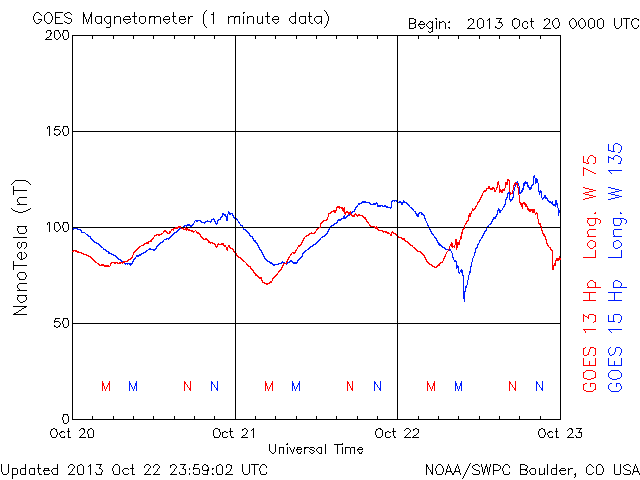 GOES Magnetometer (1 minute data)
Begin: 2013 Oct 20 0000 UTC
200
150
100
50
0
NanoTesla (nT)
M M N N M M N N M M N N
Oct 20 Oct 21 Oct 22 Oct 23
Universal Time
GOES 13 Hp Long. W 75
GOES 15 Hp Long. W 135
Updated 2013 Oct 22 23:59:02 UTC
NOAA/SWPC Boulder, CO USA